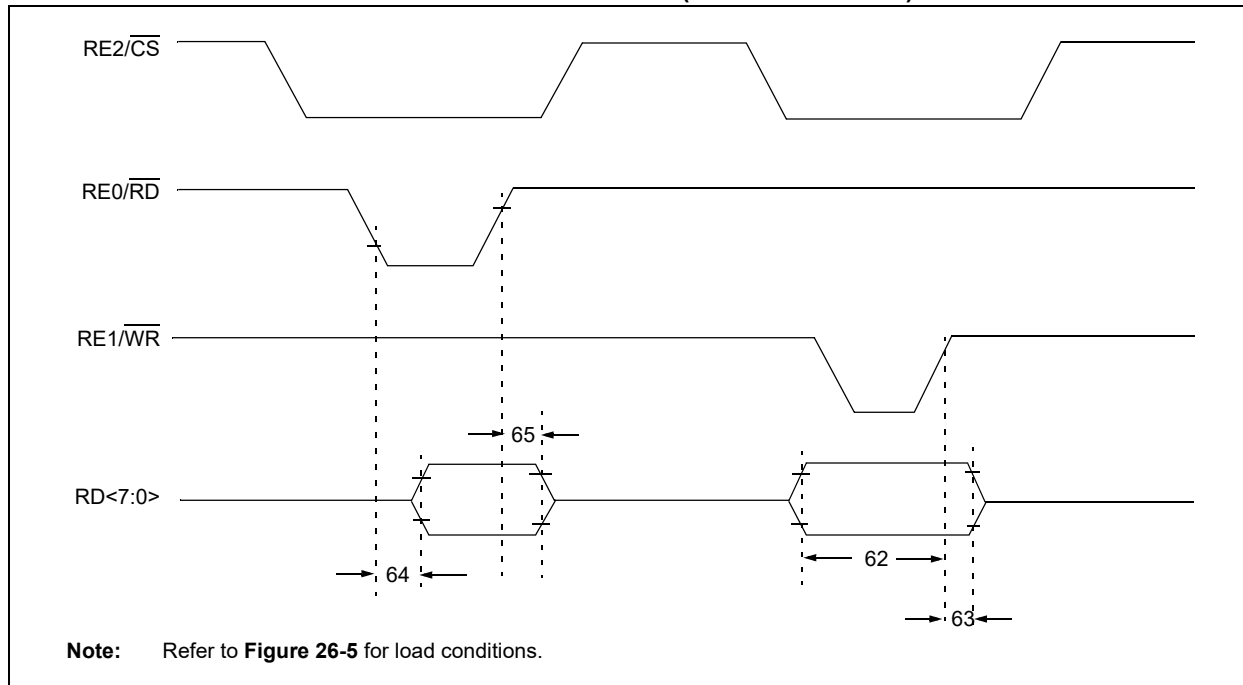 RE2/CS
RE0/RD
RE1/WR
65
RD<7:0>
62
64
63
Note: Refer to Figure 26-5 for load conditions.